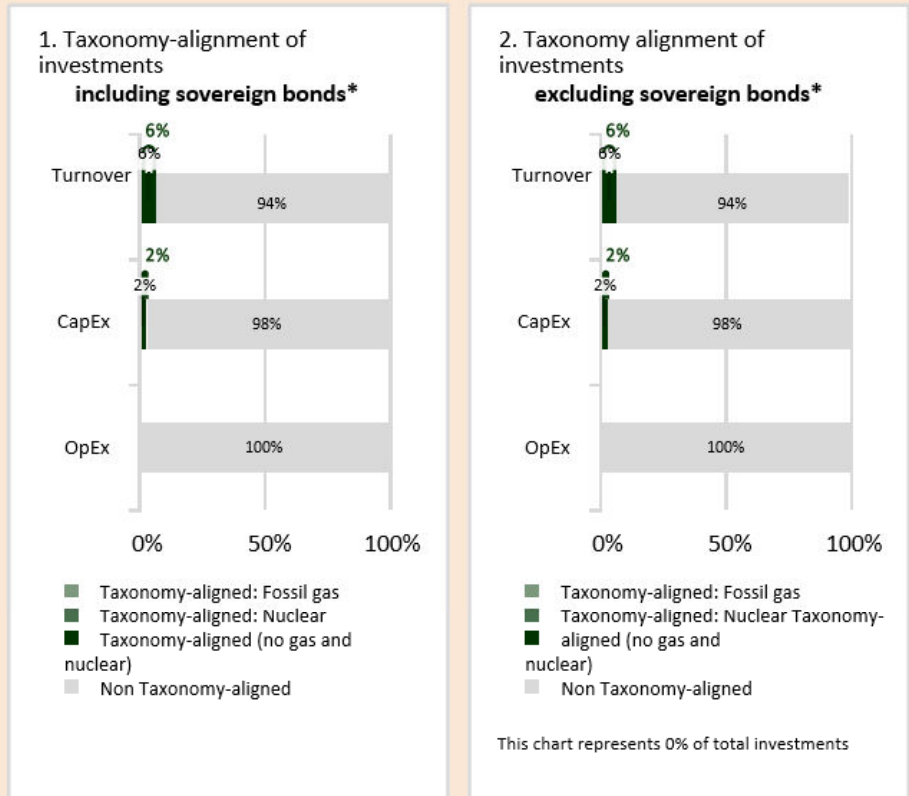 1. Taxonomy-alignment of
investments
including sovereign bonds*
6%
6%
Turnover
94%
2%
2%
CapEx
98%
OpEx
100%
0% 50% 100%
Taxonomy-aligned: Fossil gas
Taxonomy-aligned: Nuclear
Taxonomy-aligned (no gas and
nuclear)
Non Taxonomy-aligned
2. Taxonomy alignment of
investments
excluding sovereign bonds*
6%
6%
Turnover
94%
2%
2%
CapEx
98%
OpEx
100%
0% 50% 100%
Taxonomy-aligned: Fossil gas
Taxonomy-aligned: Nuclear Taxonomy-
aligned (no gas and
nuclear)
Non Taxonomy-aligned
This chart represents 0% of total investments